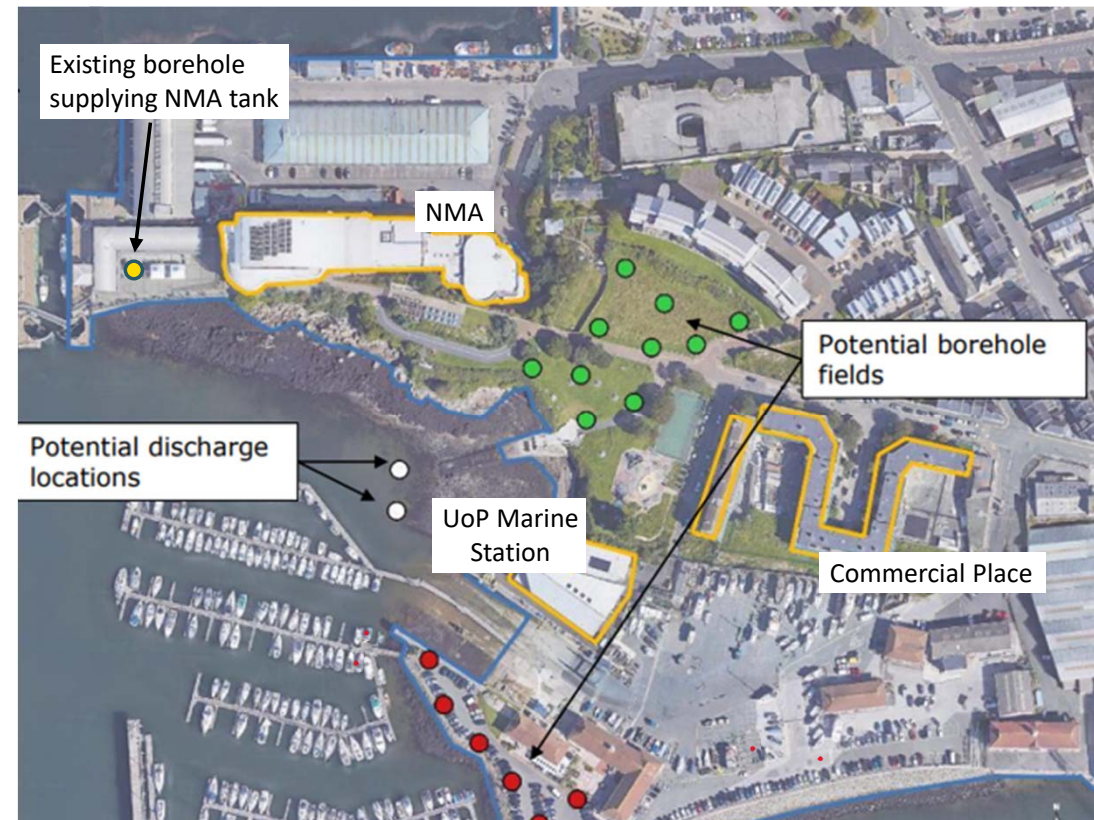 Existing borehole
supplying NMA tank
NMA
Potential borehole
fields
Potential discharge
locations
UoP Marine
Station
Commercial Place